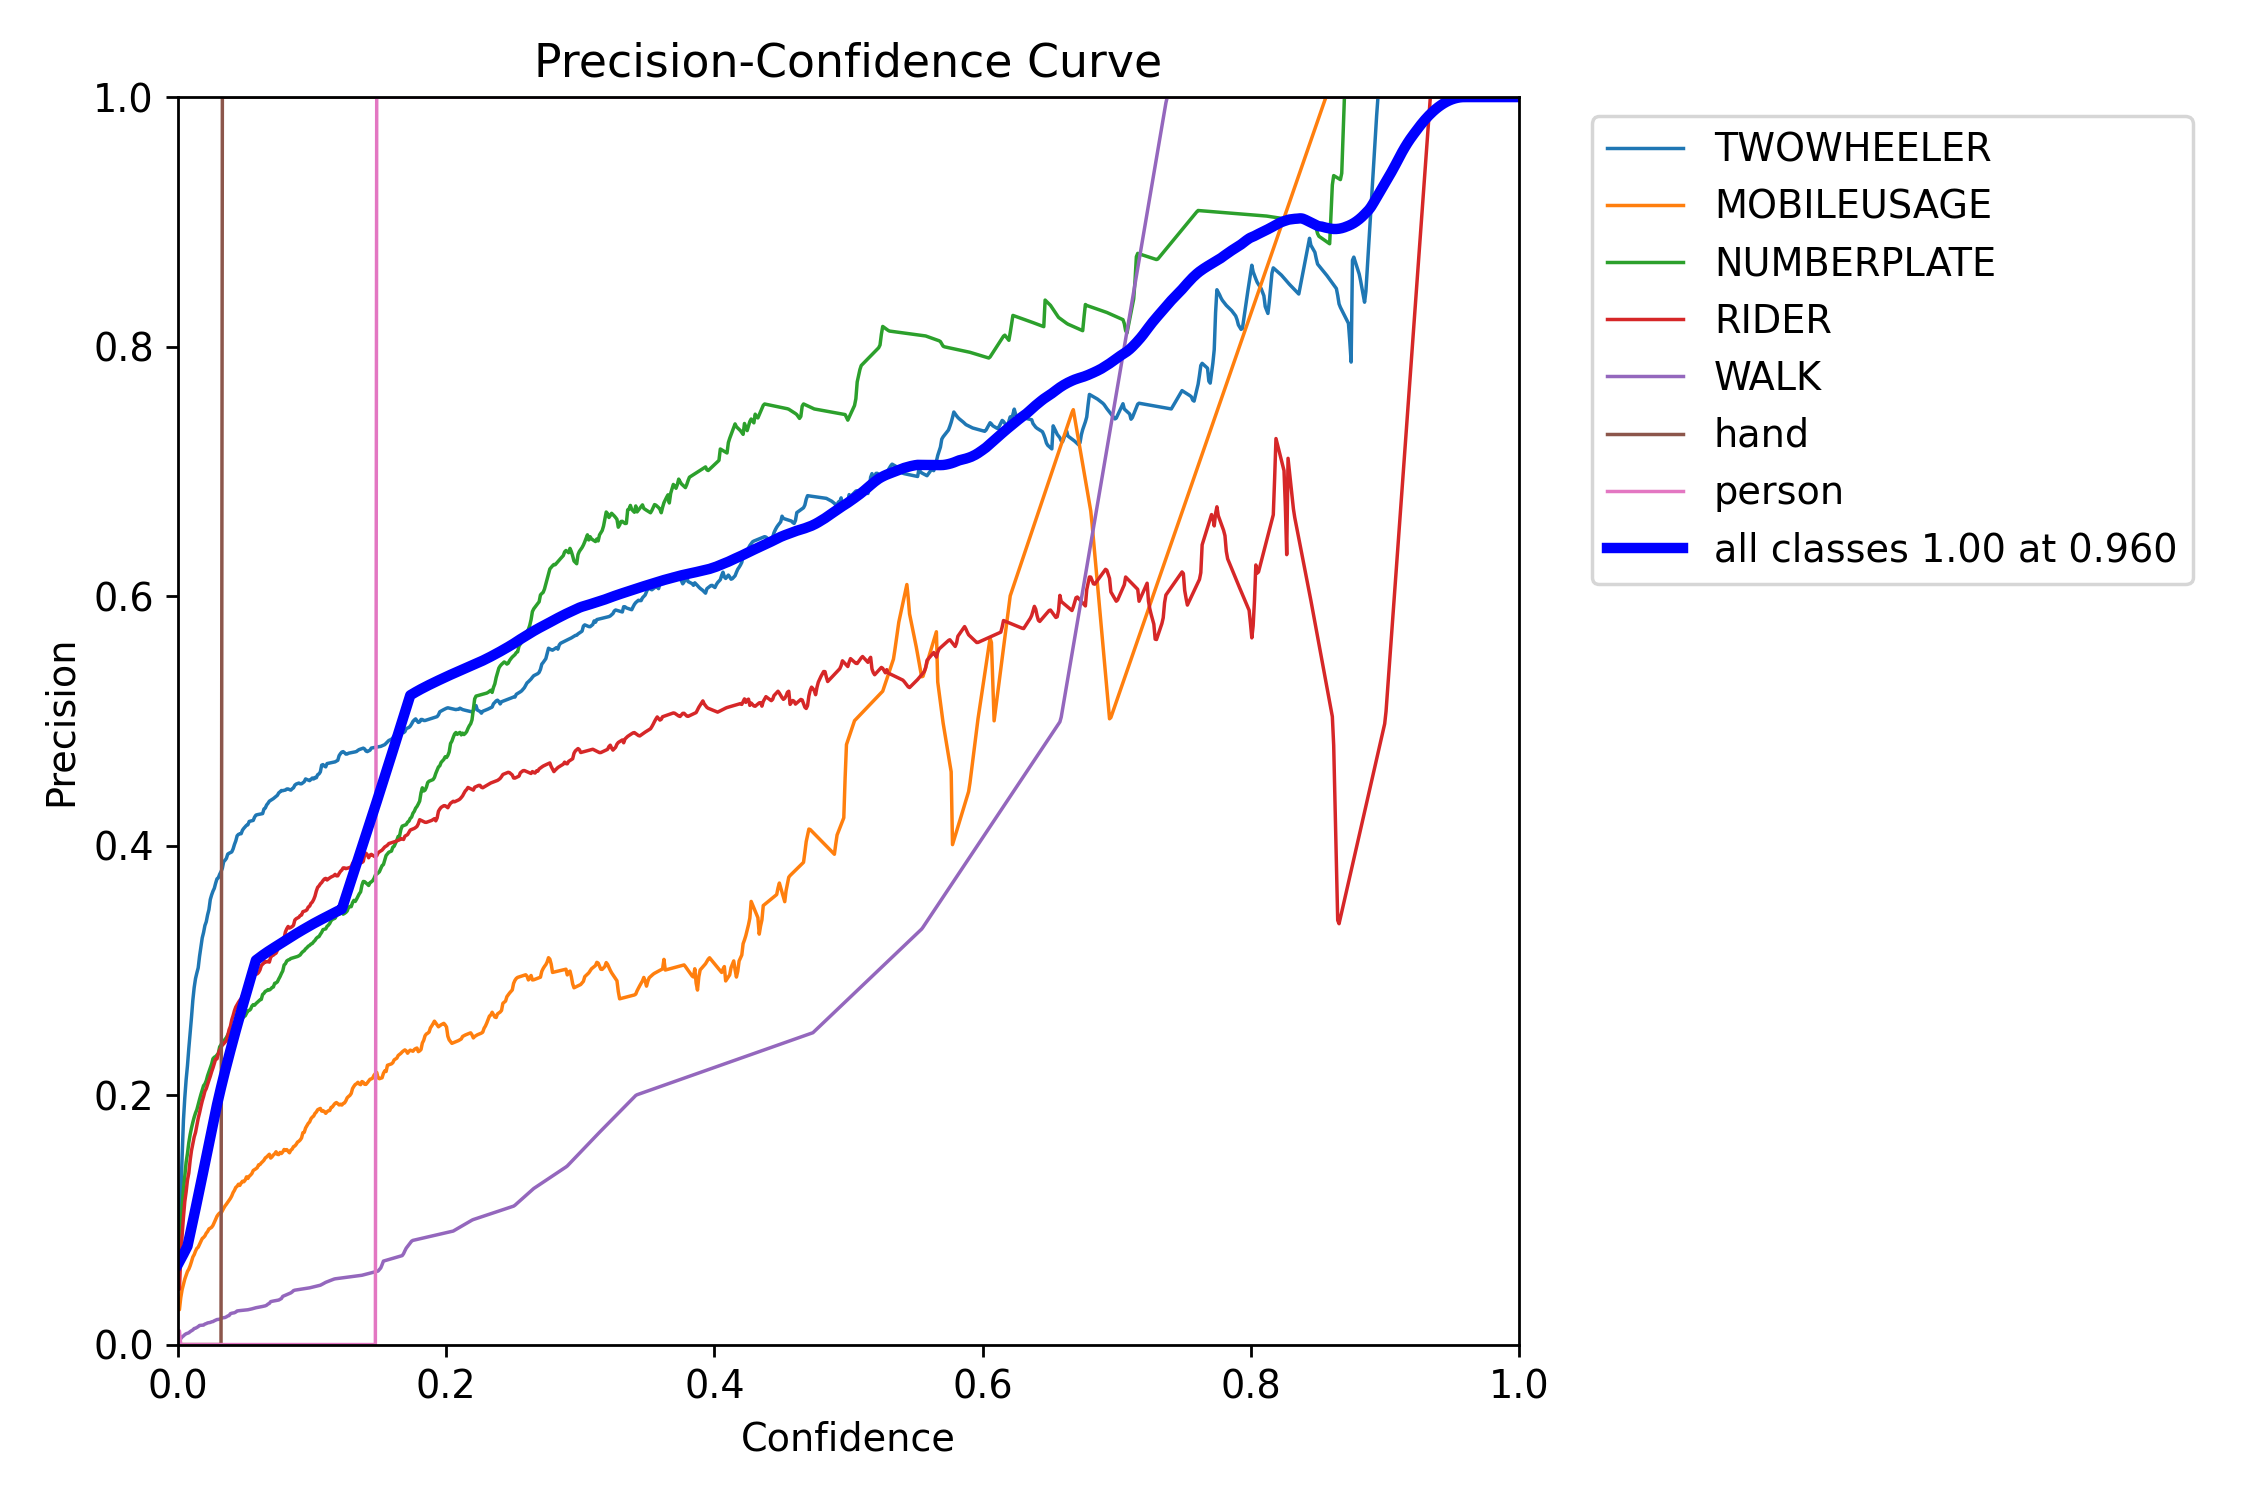 Precision-Confidence Curve
1.0
0.8
0.6
0.4
0.2
0.0
Precision
0.0 0.2 0.4 0.6 0.8 1.0
Confidence
TWOWHEELER
MOBILEUSAGE
NUMBERPLATE
RIDER
WALK
hand
person
all classes 1.00 at 0.960